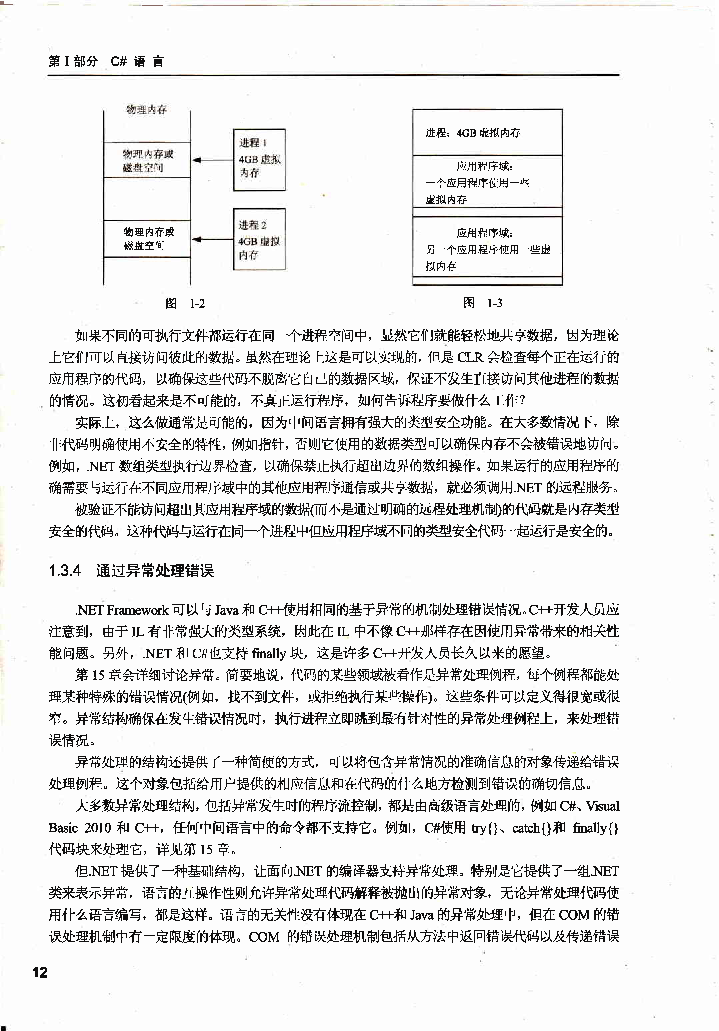 第Ⅰ部分 C# 语 言
物理内存
物理内存或
磁盘空间
物理内存或
磁盘空间
进程 1
4GB 虚拟
内存
进程 2
4GB 虚拟
内存
图 1-2
进程：4GB 虚拟内存
应用程序域：
一个应用程序使用一些
虚拟内存
应用程序域：
另一个应用程序使用一些虚
拟内存
图 1-3
如果不同的可执行文件都运行在同一个进程空间中，显然它们就能轻松地共享数据，因为理论
上它们可以直接访问彼此的数据。虽然在理论上这是可以实现的，但是 CLR 会检查每个正在运行的
应用程序的代码，以确保这些代码不脱离它自己的数据区域，保证不发生直接访问其他进程的数据
的情况。这初看起来是不可能的，不真正运行程序，如何告诉程序要做什么工作？
实际上，这么做通常是可能的，因为中间语言拥有强大的类型安全功能。在大多数情况下，除
非代码明确使用不安全的特性，例如指针，否则它使用的数据类型可以确保内存不会被错误地访问。
例如，.NET 数组类型执行边界检查，以确保禁止执行超出边界的数组操作。如果运行的应用程序的
确需要与运行在不同应用程序域中的其他应用程序通信或共享数据，就必须调用.NET 的远程服务。
被验证不能访问超出其应用程序域的数据(而不是通过明确的远程处理机制)的代码就是内存类型
安全的代码。这种代码与运行在同一个进程中但应用程序域不同的类型安全代码一起运行是安全的。
1.3.4 通过异常处理错误
.NET Framework 可以与 Java 和 C++使用相同的基于异常的机制处理错误情况。C++开发人员应
注意到，由于 IL 有非常强大的类型系统，因此在 IL 中不像 C++那样存在因使用异常带来的相关性
能问题。另外，.NET 和 C#也支持 finally 块，这是许多 C++开发人员长久以来的愿望。
第 15 章会详细讨论异常。简要地说，代码的某些领域被看作是异常处理例程，每个例程都能处
理某种特殊的错误情况(例如，找不到文件，或拒绝执行某些操作)。这些条件可以定义得很宽或很
窄。异常结构确保在发生错误情况时，执行进程立即跳到最有针对性的异常处理例程上，来处理错
误情况。
异常处理的结构还提供了一种简便的方式，可以将包含异常情况的准确信息的对象传递给错误
处理例程。这个对象包括给用户提供的相应信息和在代码的什么地方检测到错误的确切信息。
大多数异常处理结构，包括异常发生时的程序流控制，都是由高级语言处理的，例如 C#、Visual
Basic 2010 和 C++，任何中间语言中的命令都不支持它。例如，C#使用 try{}、catch{}和 finally{}
代码块来处理它，详见第 15 章。
但.NET 提供了一种基础结构，让面向.NET 的编译器支持异常处理。特别是它提供了一组.NET
类来表示异常，语言的互操作性则允许异常处理代码解释被抛出的异常对象，无论异常处理代码使
用什么语言编写，都是这样。语言的无关性没有体现在 C++和 Java 的异常处理中，但在 COM 的错
误处理机制中有一定限度的体现。COM 的错误处理机制包括从方法中返回错误代码以及传递错误
12